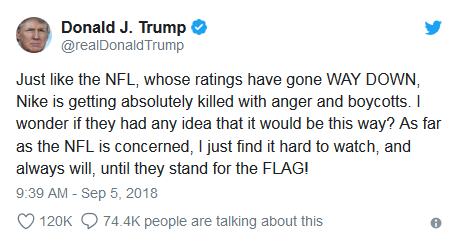 Donald J. Trump
@realDonaldTrump
Just like the NFL, whose ratings have gone WAY DOWN,
Nike is getting absolutely killed with anger and boycotts. I
wonder if they had any idea that it would be this way? As far
as the NFL is concerned, I just find it hard to watch, and
always will, until they stand for the FLAG!
9:39 AM - Sep 5, 2018
120K 74.4K people are talking about this